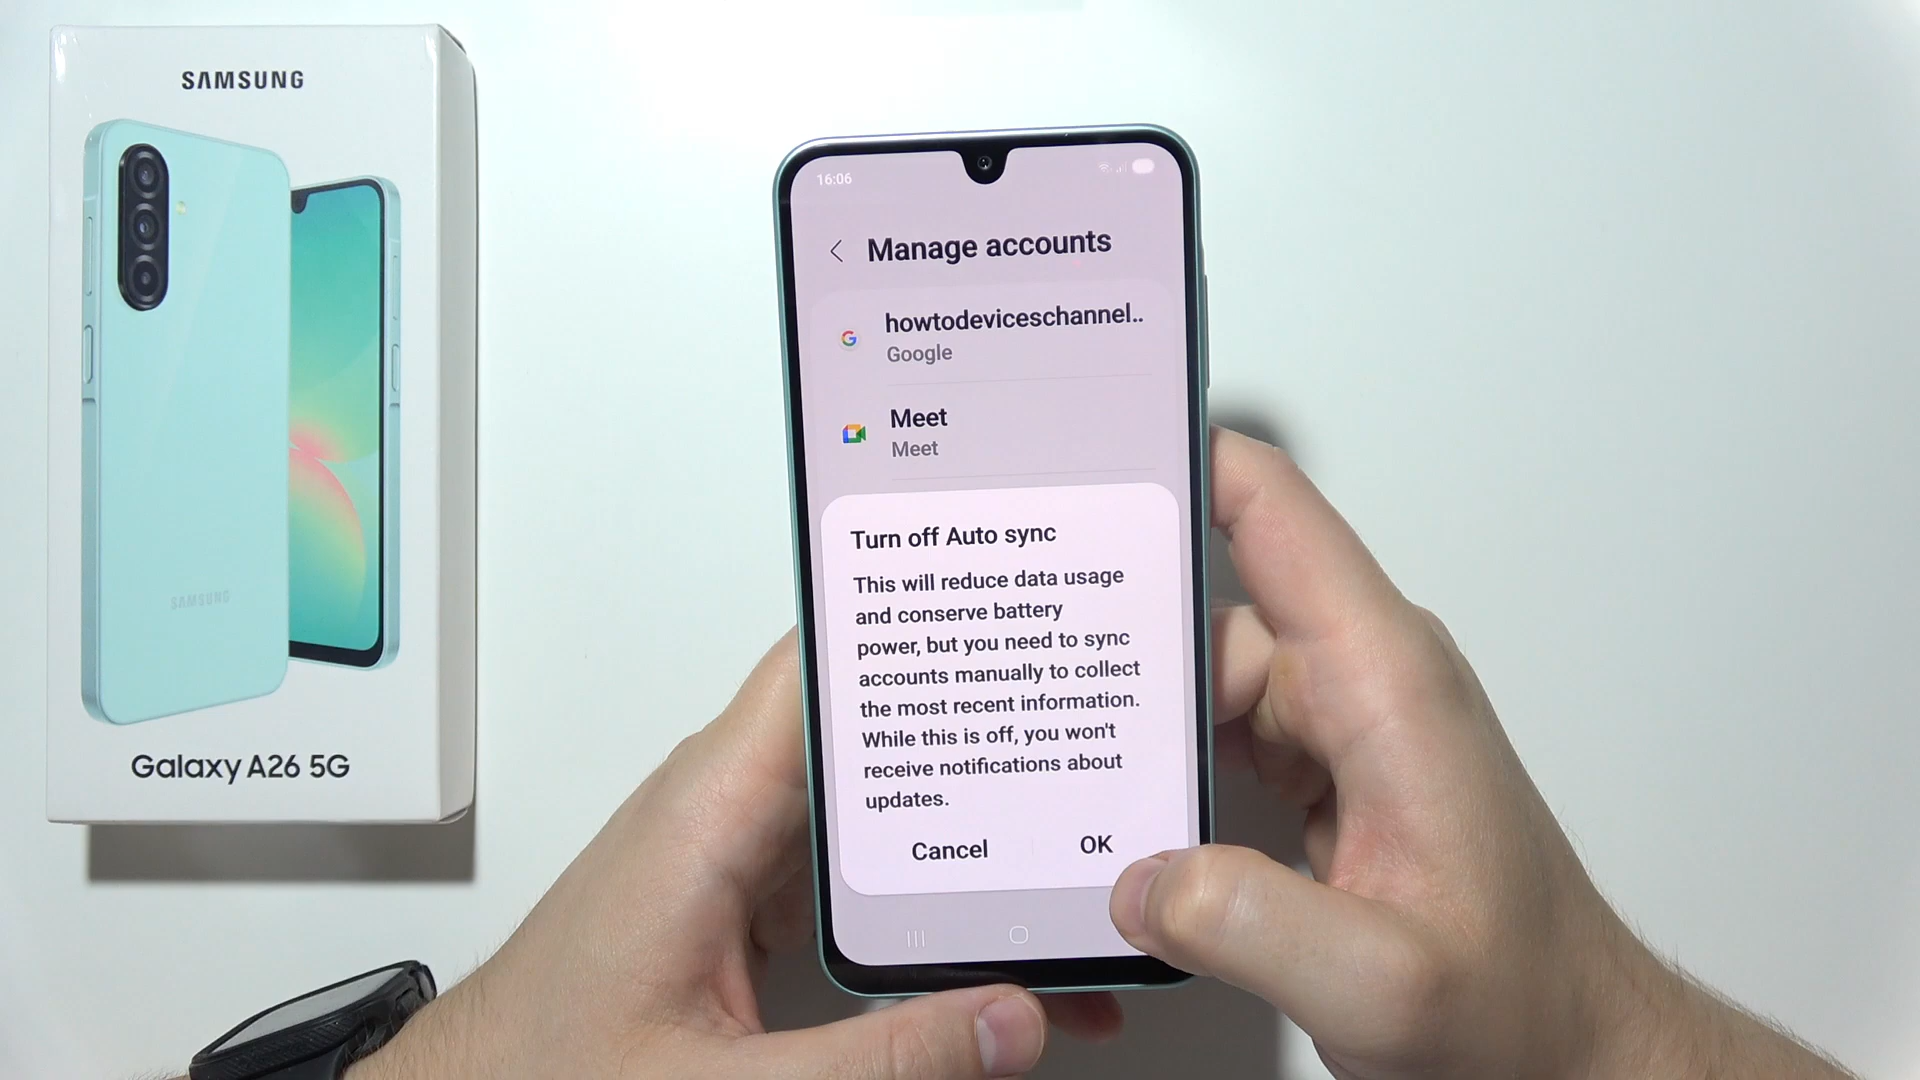 SAMSUNG
SAMSUNG
Galaxy A26 5G
16:06
Manage accounts
howtodeviceschannel..
Google
Meet
Meet
Turn off Auto sync
This will reduce data usage
and conserve battery
power, but you need to sync
accounts manually to collect
the most recent information.
While this is off, you won't
receive notifications about
updates.
Cancel OK